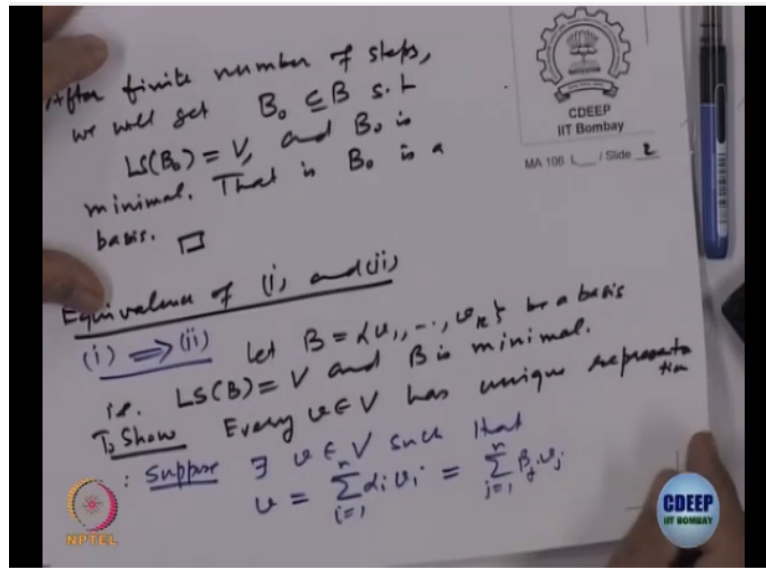 After finite number of steps,
we will get B₀ ⊆ B s.t
LS(B₀) = V, and B₀ is
minimal. That is B₀ is a
basis. □
CDEEP
IIT Bombay
MA 106 L__ / Slide 2
Equivalence of (i) and (ii)
(i) ⟹ (ii) Let B = {v₁, --, vₙ} be a basis
i.e. LS(B) = V and B is minimal.
To Show Every v ∈ V has unique representation
: Suppose ∃ v ∈ V such that
v = ∑ᵢ₌₁ⁿ αᵢ vᵢ = ∑ⱼ₌₁ⁿ βⱼ vⱼ
NPTEL
CDEEP
IIT BOMBAY